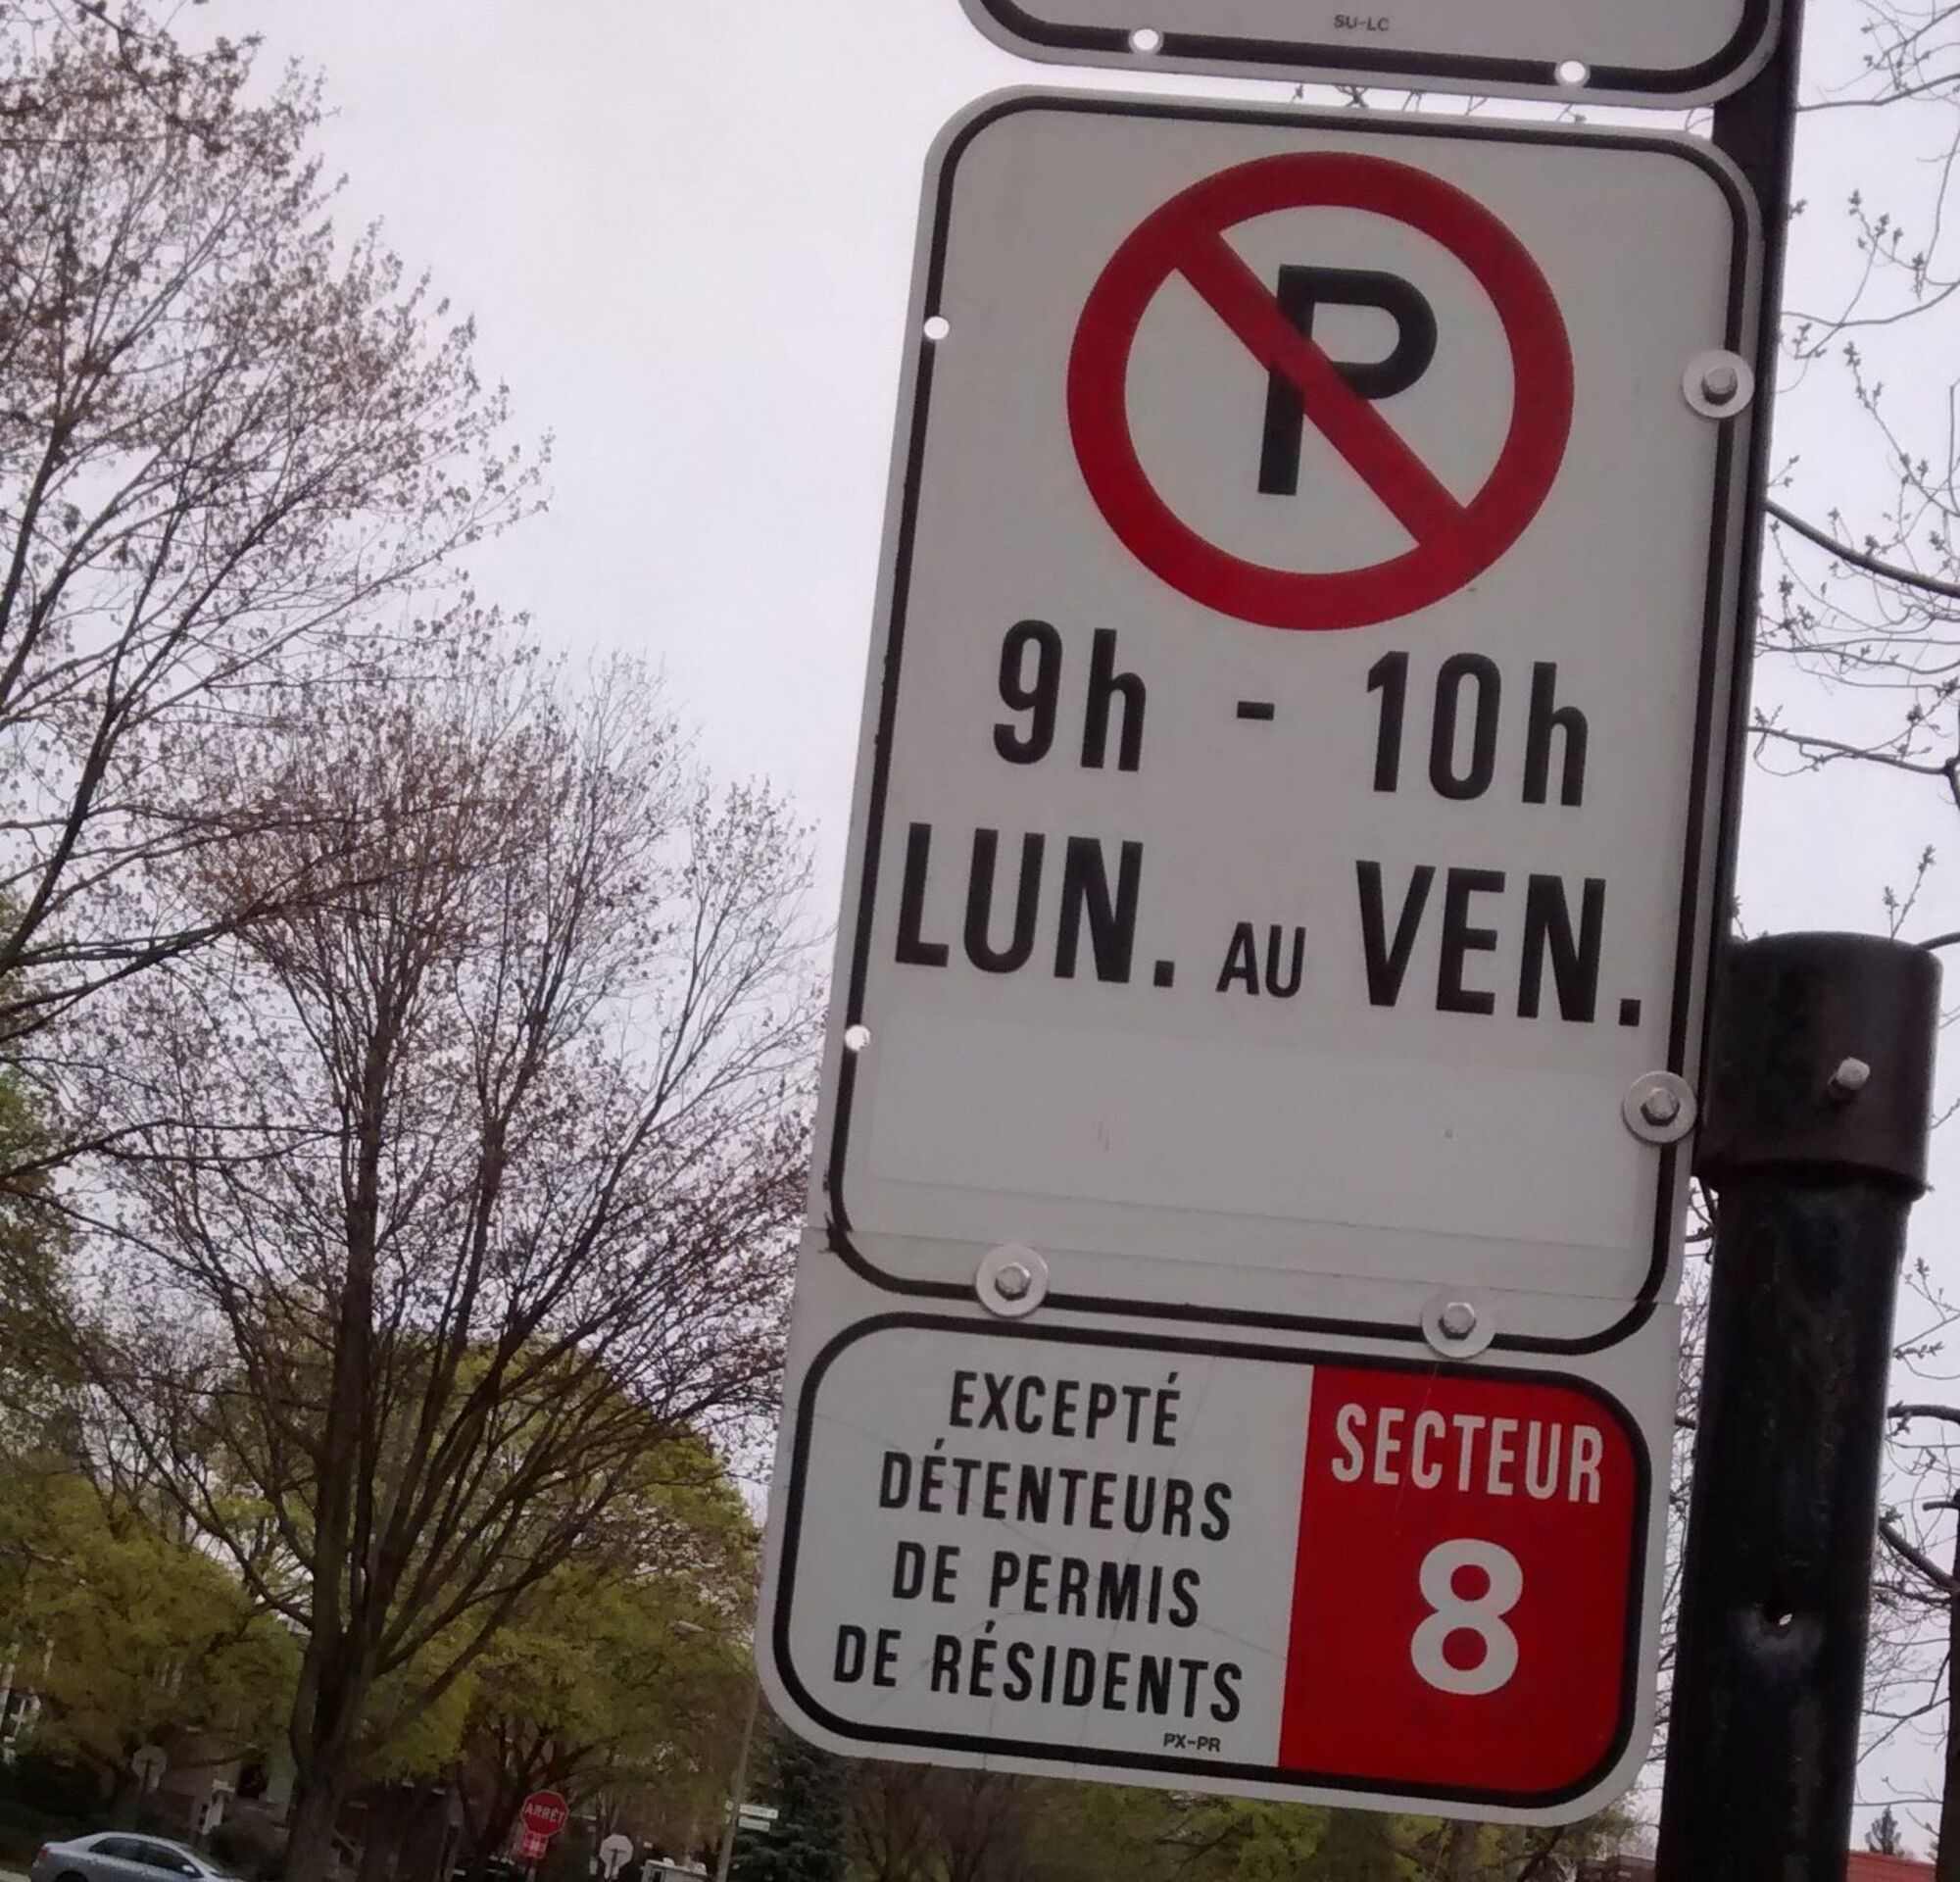 SU-LC
P
9h - 10h
LUN. AU VEN.
EXCEPTÉ
DÉTENTEURS
DE PERMIS
DE RÉSIDENTS
PX-PR
SECTEUR
8
ARRÊT